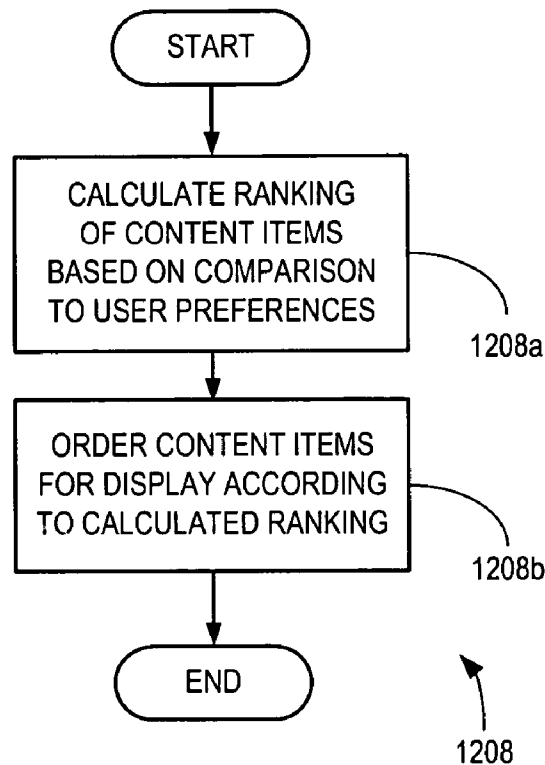 START
CALCULATE RANKING
OF CONTENT ITEMS
BASED ON COMPARISON
TO USER PREFERENCES
1208a
ORDER CONTENT ITEMS
FOR DISPLAY ACCORDING
TO CALCULATED RANKING
1208b
END
1208